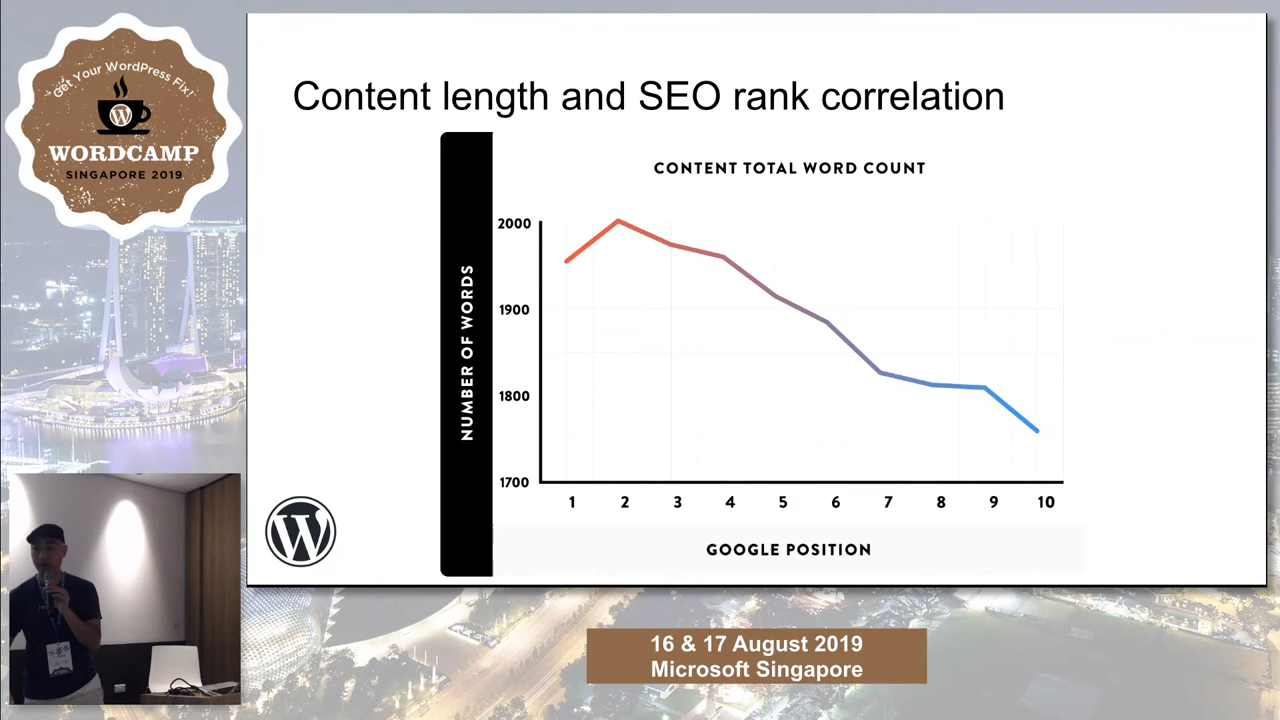 Get Your WordPress Fix!
WORDCAMP
SINGAPORE 2019
Content length and SEO rank correlation
CONTENT TOTAL WORD COUNT
NUMBER OF WORDS
2000
1900
1800
1700
1 2 3 4 5 6 7 8 9 10
GOOGLE POSITION
16 & 17 August 2019
Microsoft Singapore